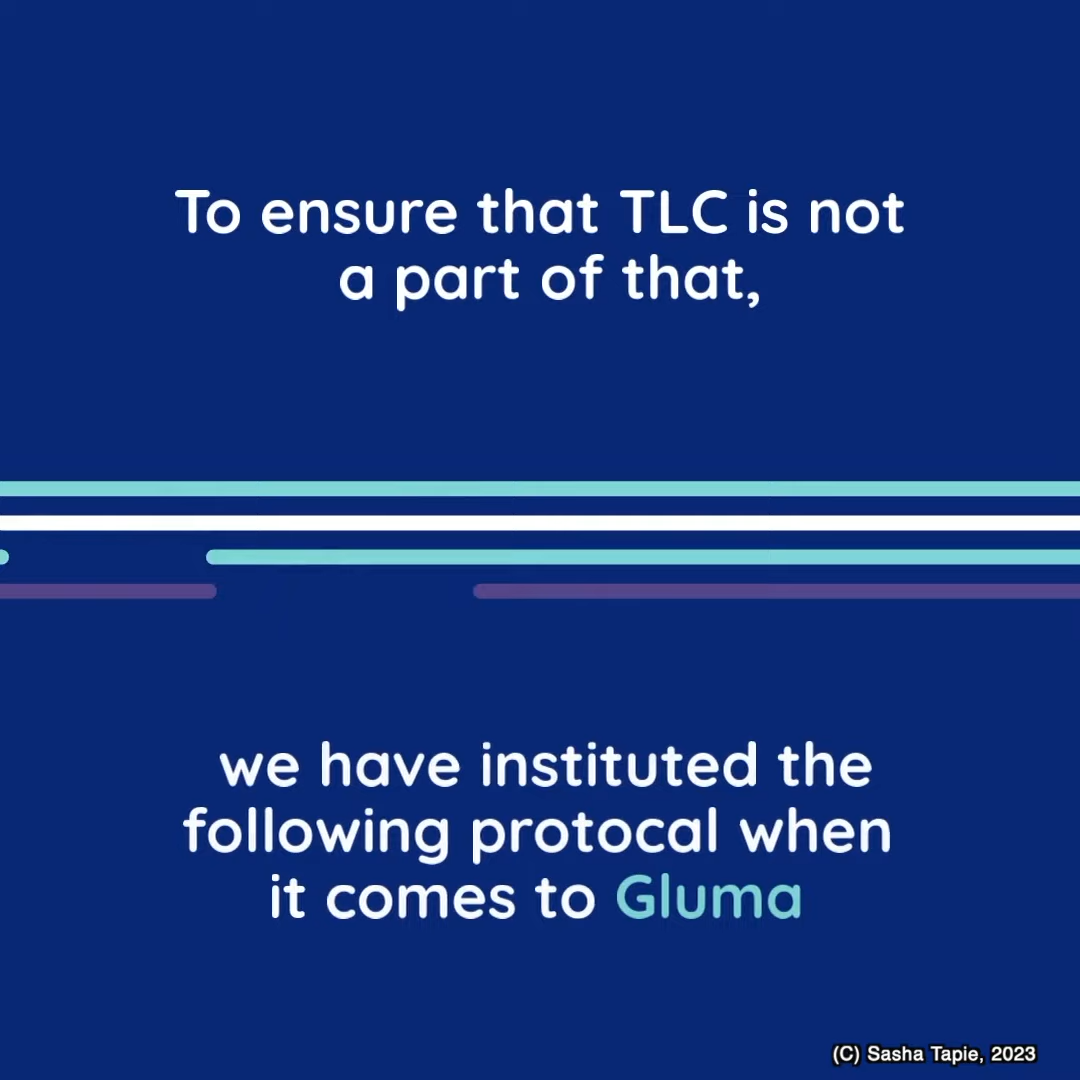 To ensure that TLC is not
a part of that,
we have instituted the
following protocal when
it comes to Gluma
(C) Sasha Tapie, 2023